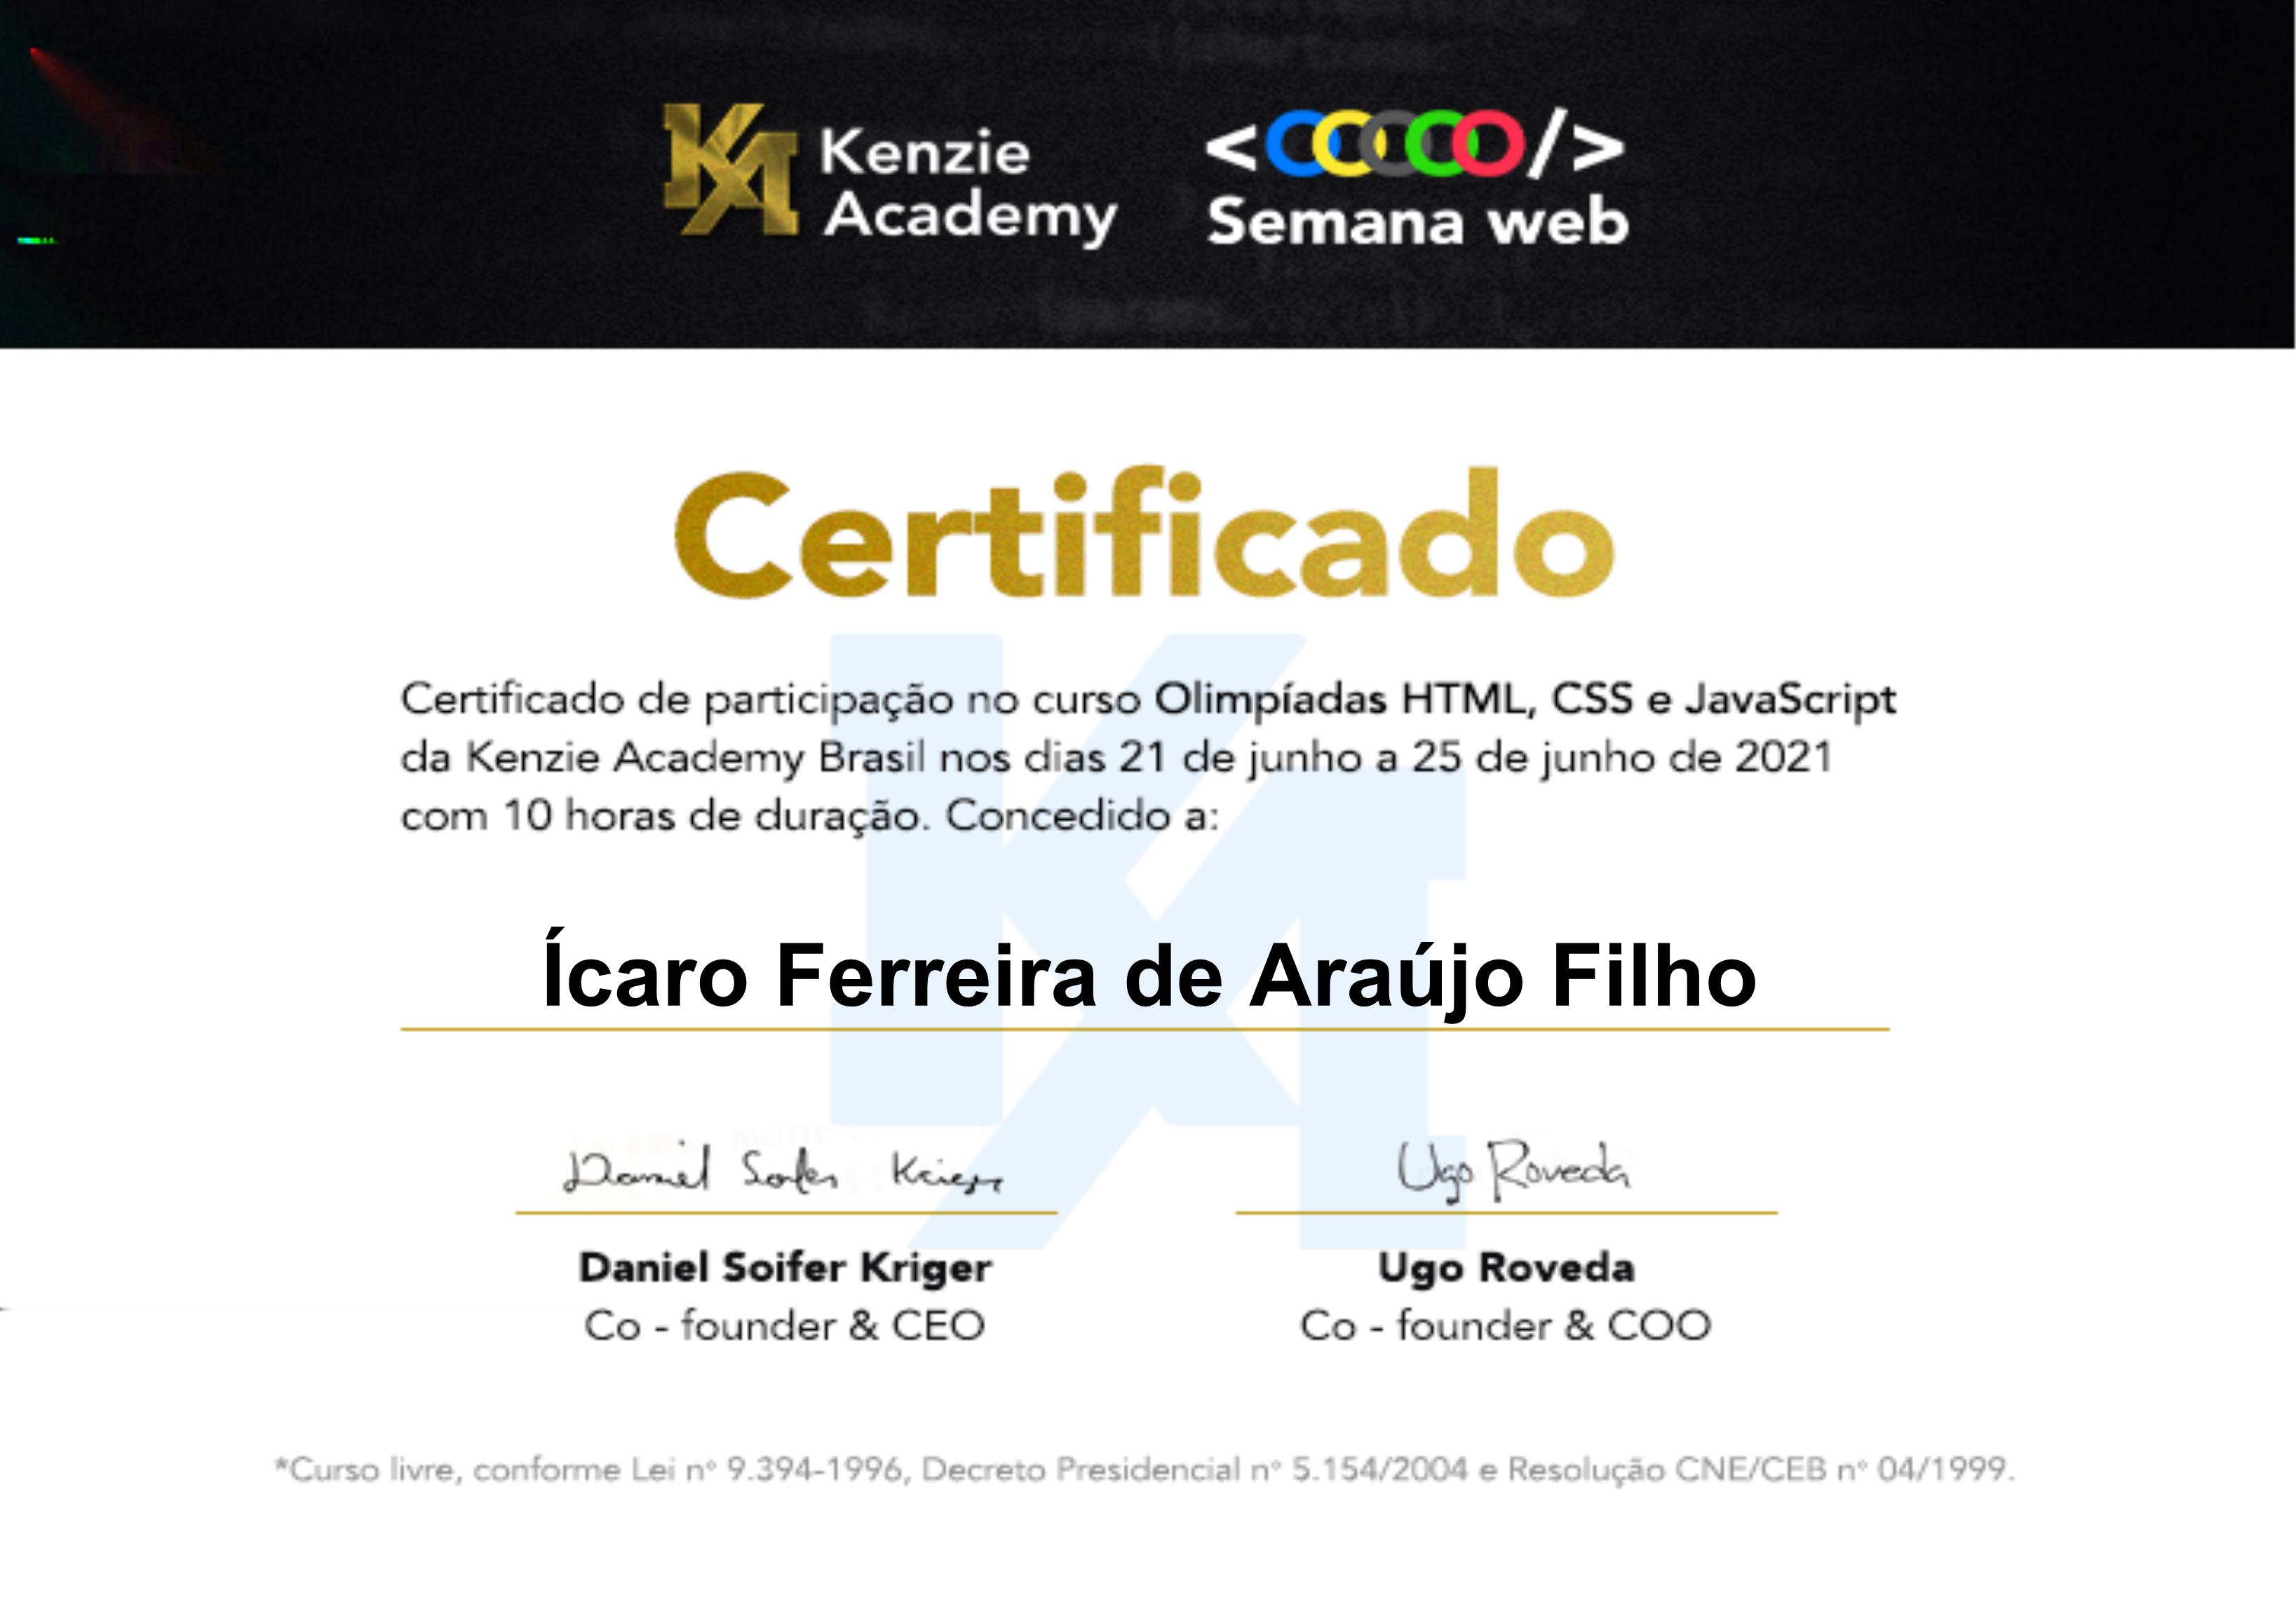 Kenzie
Academy
< />
Semana web
Certificado
Certificado de participação no curso Olimpíadas HTML, CSS e JavaScript
da Kenzie Academy Brasil nos dias 21 de junho a 25 de junho de 2021
com 10 horas de duração. Concedido a:
Ícaro Ferreira de Araújo Filho
Daniel Soifer Kriger
Ugo Roveda
Daniel Soifer Kriger
Ugo Roveda
Co - founder & CEO
Co - founder & COO
*Curso livre, conforme Lei nº 9.394-1996, Decreto Presidencial nº 5.154/2004 e Resolução CNE/CEB nº 04/1999.